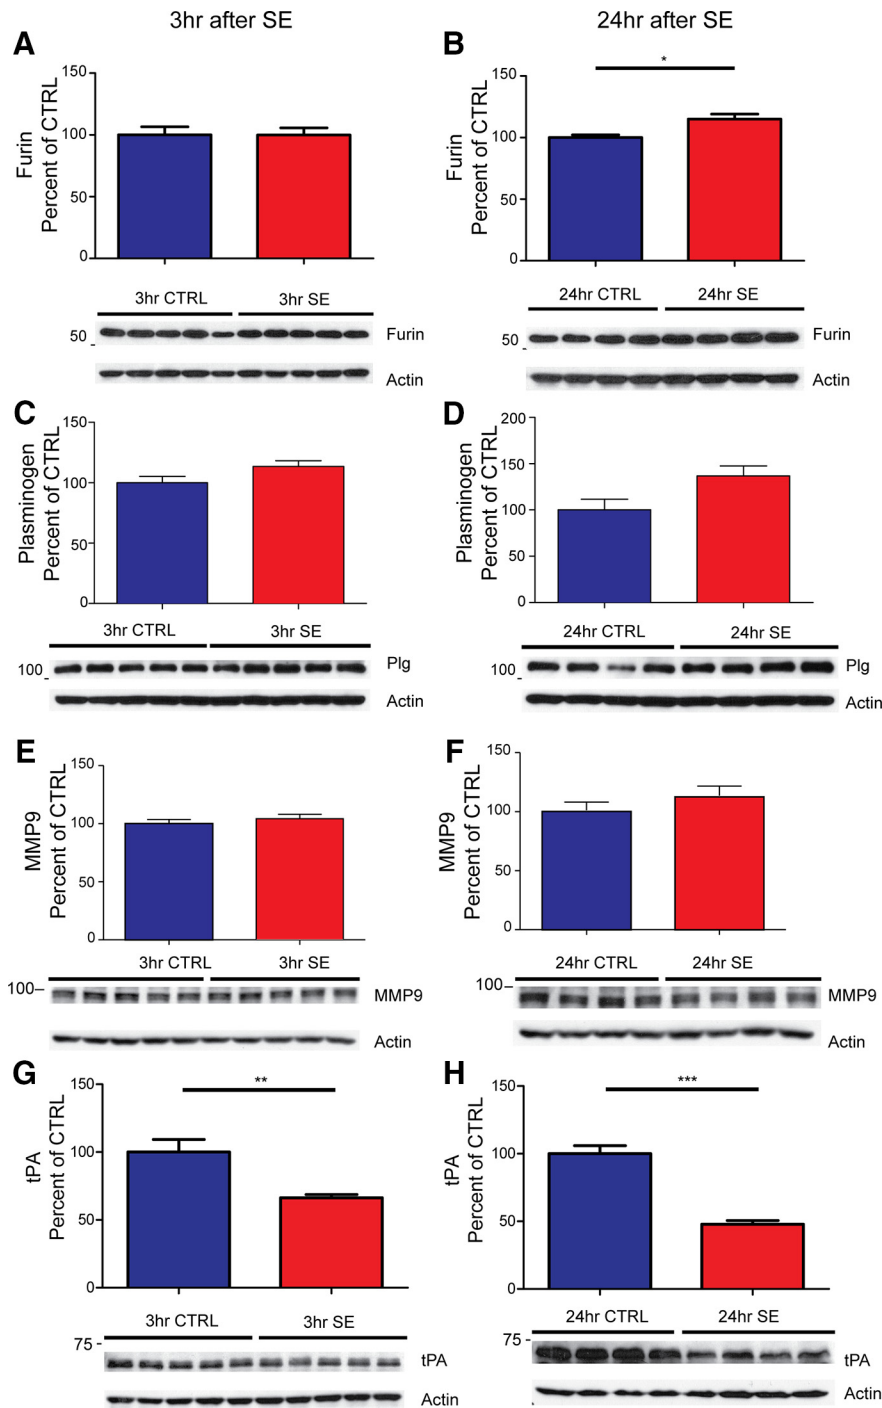 3hr after SE
24hr after SE
A
Furin
Percent of CTRL
150
100
50
0
3hr CTRL
3hr SE
50
Furin
Actin
B
Furin
Percent of CTRL
150
100
50
0
*
24hr CTRL
24hr SE
50
Furin
Actin
C
Plasminogen
Percent of CTRL
150
100
50
0
3hr CTRL
3hr SE
100
Plg
Actin
D
Plasminogen
Percent of CTRL
200
150
100
50
0
24hr CTRL
24hr SE
100
Plg
Actin
E
MMP9
Percent of CTRL
150
100
50
0
3hr CTRL
3hr SE
100
MMP9
Actin
F
MMP9
Percent of CTRL
150
100
50
0
24hr CTRL
24hr SE
100
MMP9
Actin
G
tPA
Percent of CTRL
150
100
50
0
**
3hr CTRL
3hr SE
75
tPA
Actin
H
tPA
Percent of CTRL
150
100
50
0
***
24hr CTRL
24hr SE
75
tPA
Actin